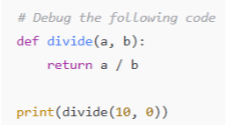 # Debug the following code
def divide(a, b):
    return a / b

print(divide(10, 0))